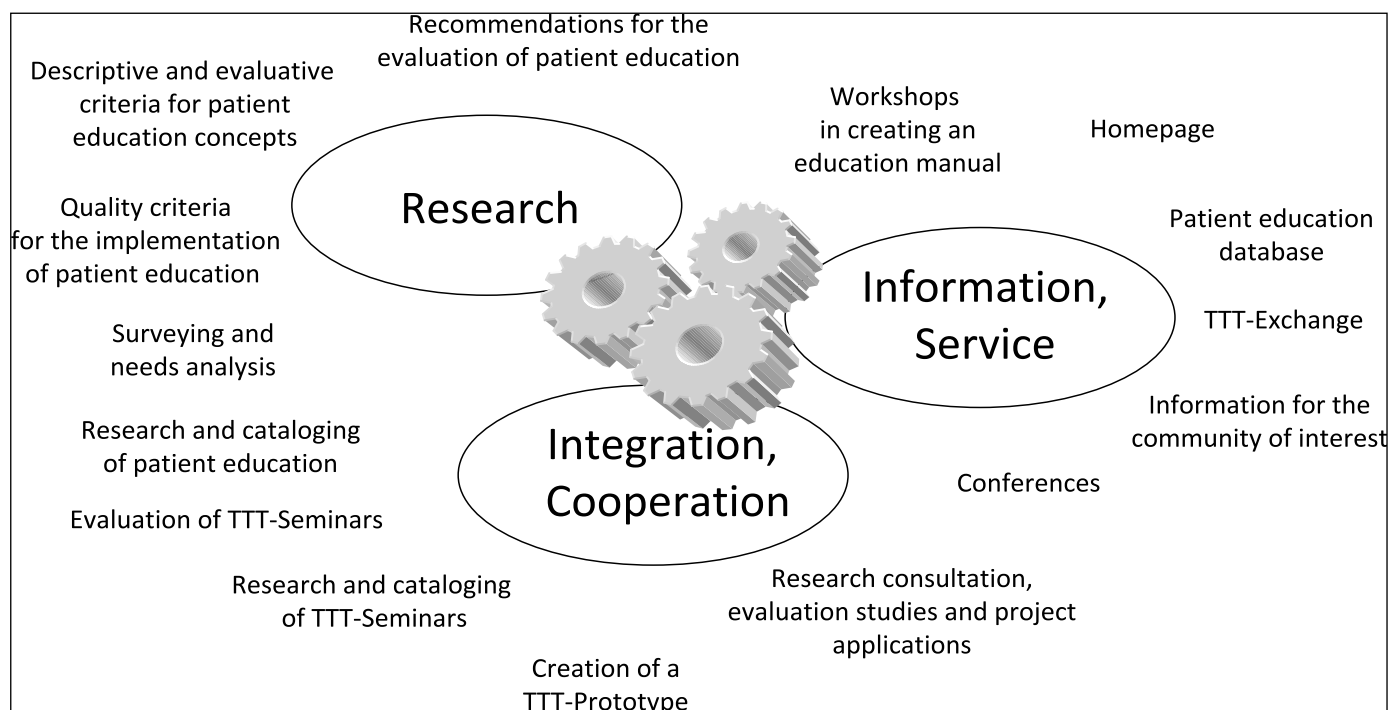 Recommendations for the
evaluation of patient education
Descriptive and evaluative
criteria for patient
education concepts
Workshops
in creating an
education manual
Homepage
Research
Quality criteria
for the implementation
of patient education
Patient education
database
Information,
Service
TTT-Exchange
Surveying and
needs analysis
Information for the
community of interest
Research and cataloging
of patient education
Integration,
Cooperation
Conferences
Evaluation of TTT-Seminars
Research and cataloging
of TTT-Seminars
Research consultation,
evaluation studies and project
applications
Creation of a
TTT-Prototype